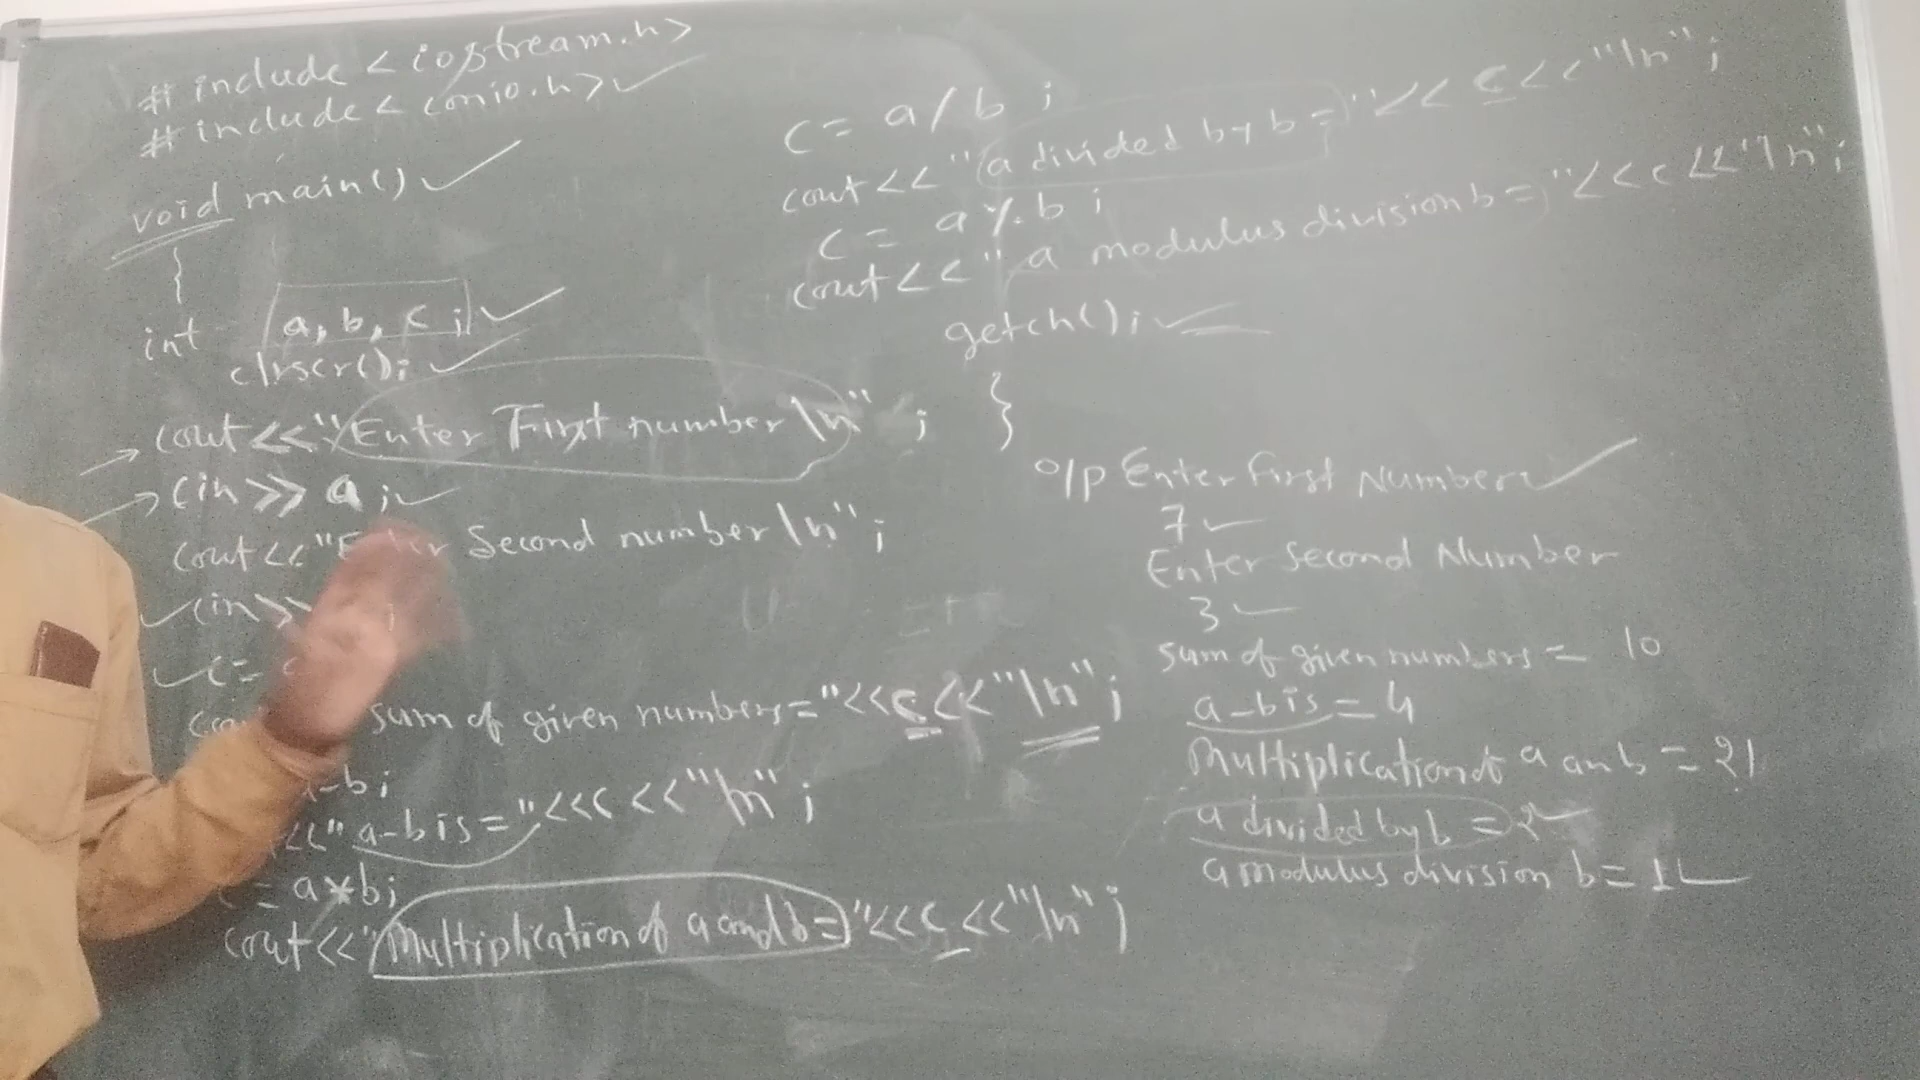 # include < iostream.h>
# include < conio.h>
void main()
{
int a, b, c;
clrscr();
cout <<"Enter First number \n" ;
cin >> a ;
cout <<" Second number \n" ;
cin >> ;
c=
sum of given numbers = "<<c<<"\n" ;
-b;
<<" a-b is = "<<c <<"\n" ;
= a*b;
cout <<" Multiplication of a and b = "<<c <<"\n" ;
c = a / b ;
cout <<" a divided by b = "<< c <<"\n" ;
c = a %. b ;
cout <<" a modulus division b = "<<c <<"\n" ;
getch();
}
o/p Enter First Number
7
Enter Second Number
3
sum of given numbers = 10
a-b is = 4
Multiplication of a an b = 21
a divided by b = 2
a modulus division b = 1